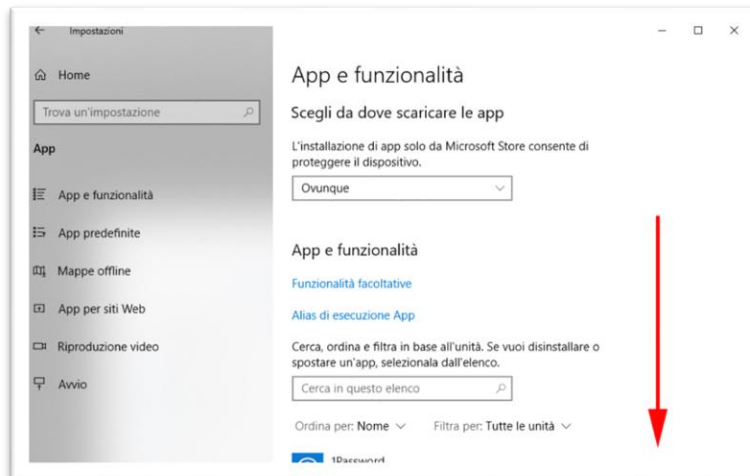 Impostazioni
Home
Trova un'impostazione
App
App e funzionalità
App predefinite
Mappe offline
App per siti Web
Riproduzione video
Avvio
App e funzionalità
Scegli da dove scaricare le app
L'installazione di app solo da Microsoft Store consente di
proteggere il dispositivo.
Ovunque
App e funzionalità
Funzionalità facoltative
Alias di esecuzione App
Cerca, ordina e filtra in base all'unità. Se vuoi disinstallare o
spostare un'app, selezionala dall'elenco.
Cerca in questo elenco
Ordina per: Nome Filtra per: Tutte le unità
1Password